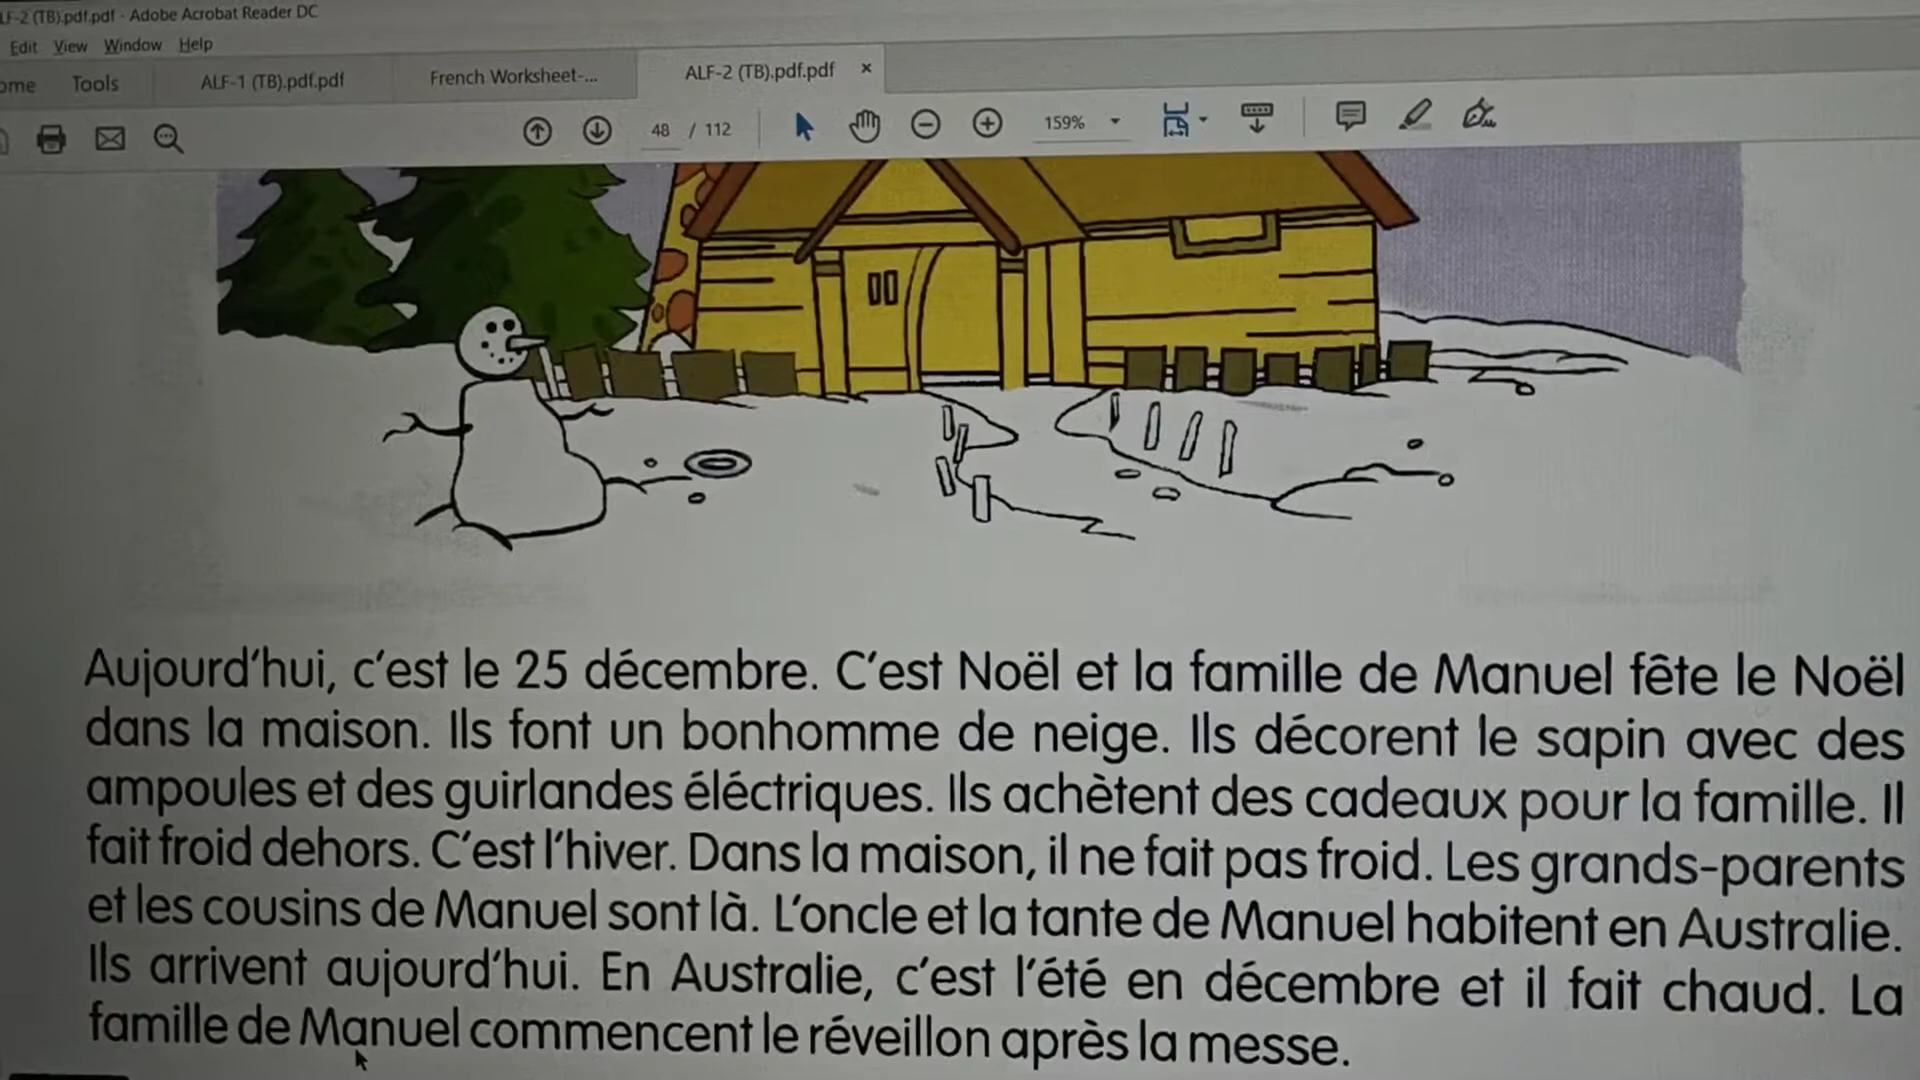 LF-2 (TB).pdf.pdf - Adobe Acrobat Reader DC
Edit View Window Help
ome Tools ALF-1 (TB).pdf.pdf French Worksheet-... ALF-2 (TB).pdf.pdf ×
48 / 112 159%
Aujourd'hui, c'est le 25 décembre. C'est Noël et la famille de Manuel fête le Noël
dans la maison. Ils font un bonhomme de neige. Ils décorent le sapin avec des
ampoules et des guirlandes éléctriques. Ils achètent des cadeaux pour la famille. Il
fait froid dehors. C'est l'hiver. Dans la maison, il ne fait pas froid. Les grands-parents
et les cousins de Manuel sont là. L'oncle et la tante de Manuel habitent en Australie.
Ils arrivent aujourd'hui. En Australie, c'est l'été en décembre et il fait chaud. La
famille de Manuel commencent le réveillon après la messe.